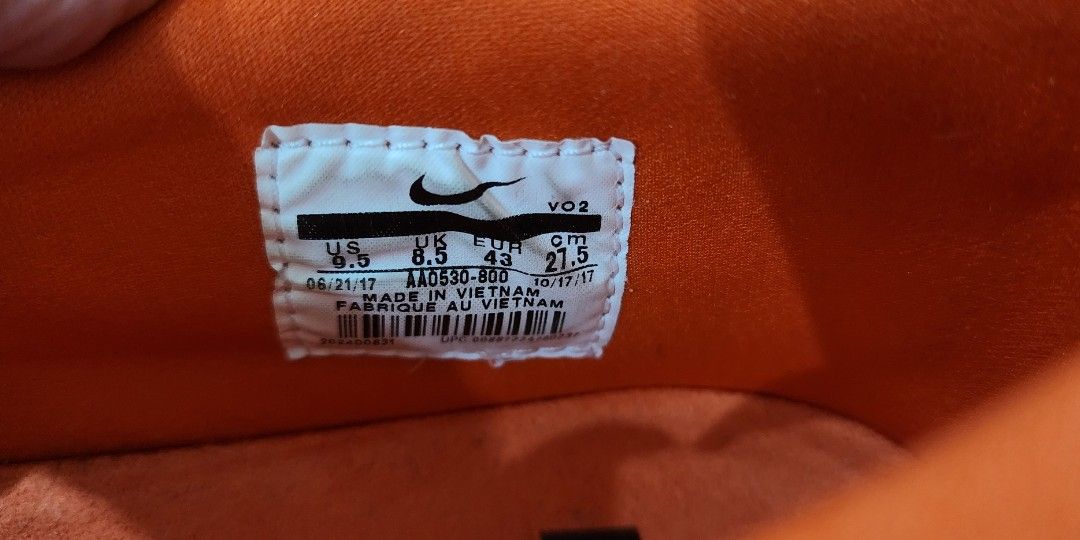 VO2
US UK EUR cm
9.5 8.5 43 27.5
06/21/17 AA0530-800 10/17/17
MADE IN VIETNAM
FABRIQUE AU VIETNAM
UPC